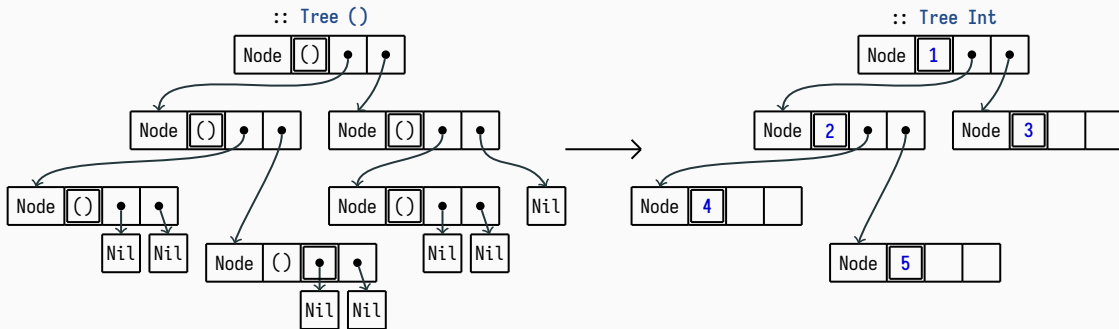 :: Tree () :: Tree Int
Node () Node 1
Node () Node () Node 2 Node 3
Node () Node () Nil Node 4
Nil Nil Node () Nil Nil Node 5
Nil Nil